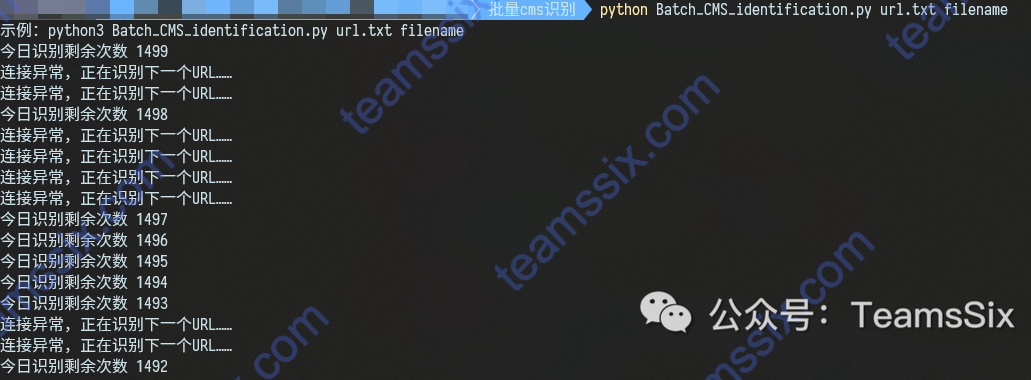 批量cms识别 python Batch_CMS_identification.py url.txt filename
示例: python3 Batch_CMS_identification.py url.txt filename
今日识别剩余次数 1499
连接异常，正在识别下一个URL……
连接异常，正在识别下一个URL……
今日识别剩余次数 1498
连接异常，正在识别下一个URL……
连接异常，正在识别下一个URL……
连接异常，正在识别下一个URL……
连接异常，正在识别下一个URL……
今日识别剩余次数 1497
今日识别剩余次数 1496
今日识别剩余次数 1495
今日识别剩余次数 1494
今日识别剩余次数 1493
连接异常，正在识别下一个URL……
连接异常，正在识别下一个URL……
今日识别剩余次数 1492
公众号：TeamsSix
teamssix.com